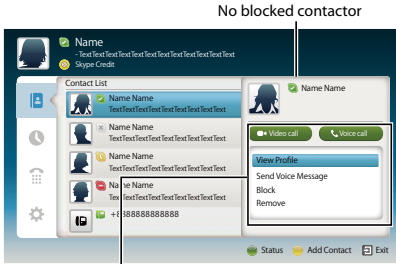 No blocked contactor
Name
-TextTextTextTextTextTextTextTextTextText
Skype Credit
Contact List
Name Name
TextTextTextTextTextTextTextText
Name Name
TextTextTextTextTextTextTextText
Name Name
TextTextTextTextTextTextTextText
Name Name
TextTextTextTextTextTextTextText
+8888888888888
Name Name
Video call
Voice call
View Profile
Send Voice Message
Block
Remove
Status
Add Contact
Exit